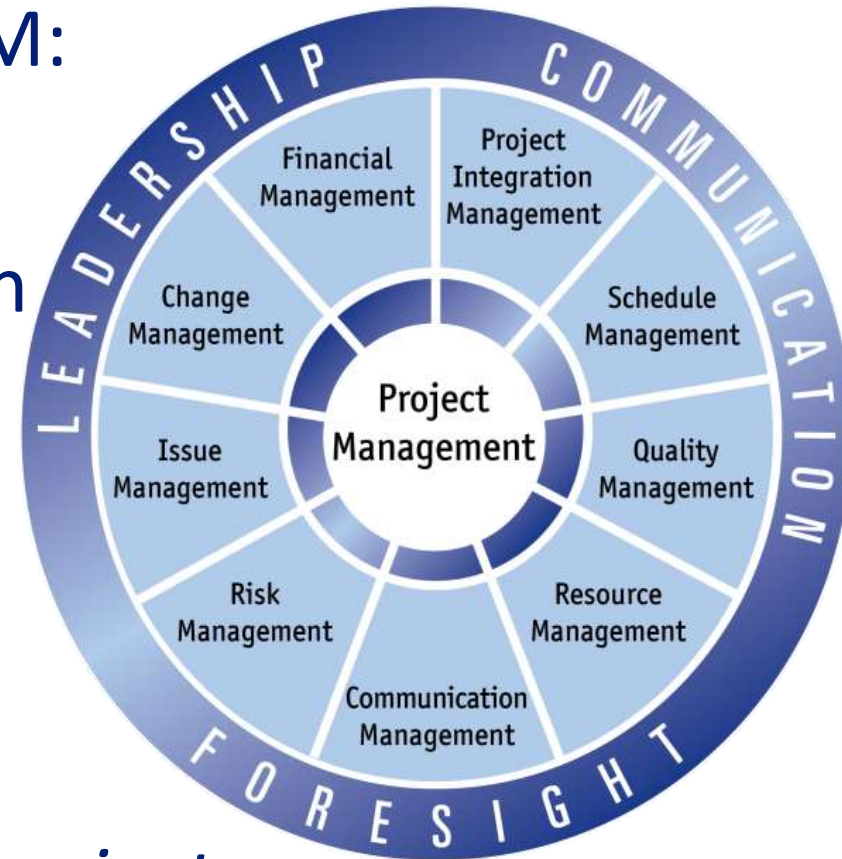 M:
n
LEADERSHIP
COMMUNICATION
FORESIGHT
Financial
Management
Project
Integration
Management
Schedule
Management
Quality
Management
Resource
Management
Communication
Management
Risk
Management
Issue
Management
Change
Management
Project
Management